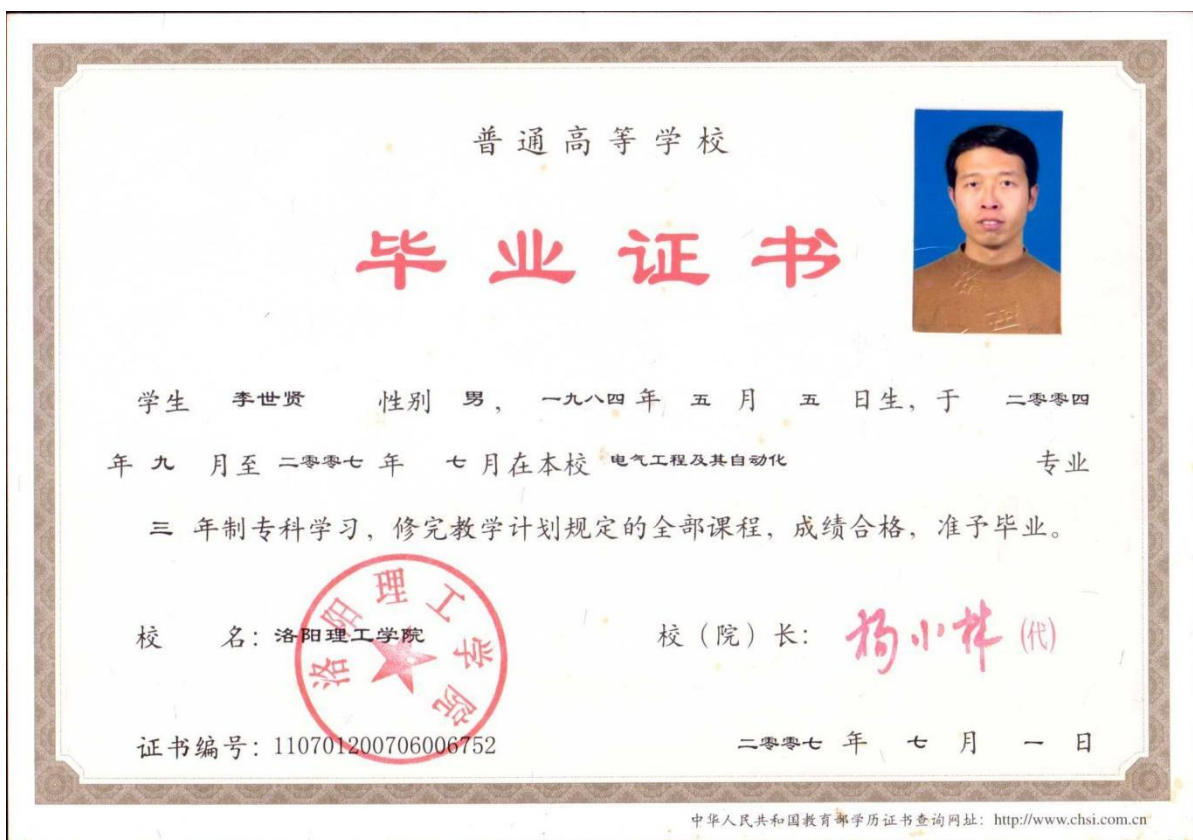 普通高等学校
毕业证书
学生 李世贤 性别 男，一九八四年 五 月 五 日生，于 二零零四
年 九 月至 二零零七 年 七 月在本校 电气工程及其自动化 专业
三 年制专科学习，修完教学计划规定的全部课程，成绩合格，准予毕业。
校 名：洛阳理工学院
校（院）长：杨小林（代）
洛阳理工学院
证书编号：110701200706006752
二零零七 年 七 月 一 日
中华人民共和国教育部学历证书查询网址：http://www.chsi.com.cn